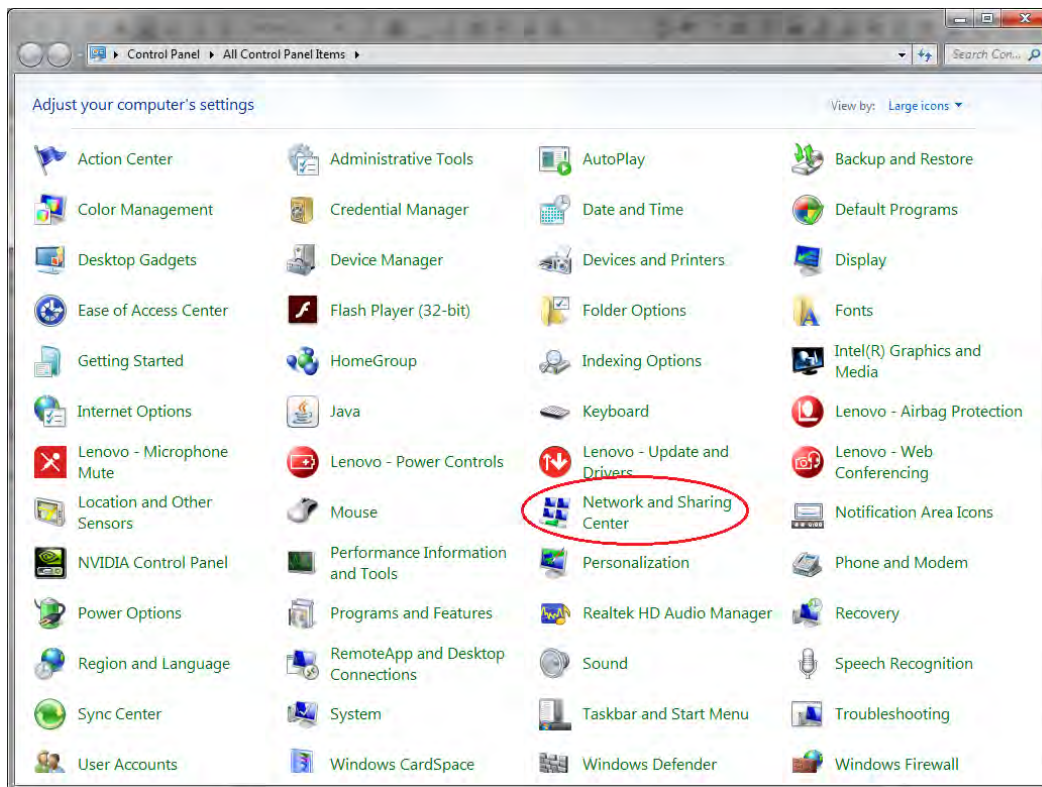 Control Panel All Control Panel Items
Search Con...
Adjust your computer's settings
View by: Large icons
Action Center
Administrative Tools
AutoPlay
Backup and Restore
Color Management
Credential Manager
Date and Time
Default Programs
Desktop Gadgets
Device Manager
Devices and Printers
Display
Ease of Access Center
Flash Player (32-bit)
Folder Options
Fonts
Getting Started
HomeGroup
Indexing Options
Intel(R) Graphics and
Media
Internet Options
Java
Keyboard
Lenovo - Airbag Protection
Lenovo - Microphone
Mute
Lenovo - Power Controls
Lenovo - Update and
Drivers
Lenovo - Web
Conferencing
Location and Other
Sensors
Mouse
Network and Sharing
Center
Notification Area Icons
NVIDIA Control Panel
Performance Information
and Tools
Personalization
Phone and Modem
Power Options
Programs and Features
Realtek HD Audio Manager
Recovery
Region and Language
RemoteApp and Desktop
Connections
Sound
Speech Recognition
Sync Center
System
Taskbar and Start Menu
Troubleshooting
User Accounts
Windows CardSpace
Windows Defender
Windows Firewall